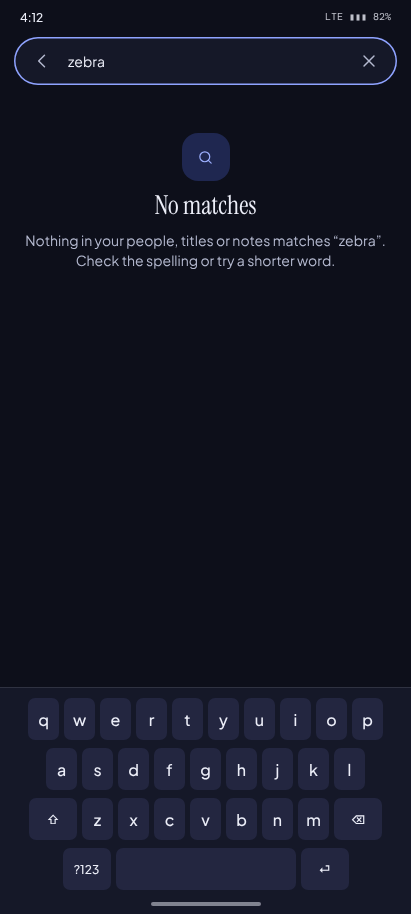 4:12 LTE 82%
zebra
No matches
Nothing in your people, titles or notes matches “zebra”.
Check the spelling or try a shorter word.
q w e r t y u i o p
a s d f g h j k l
z x c v b n m
?123